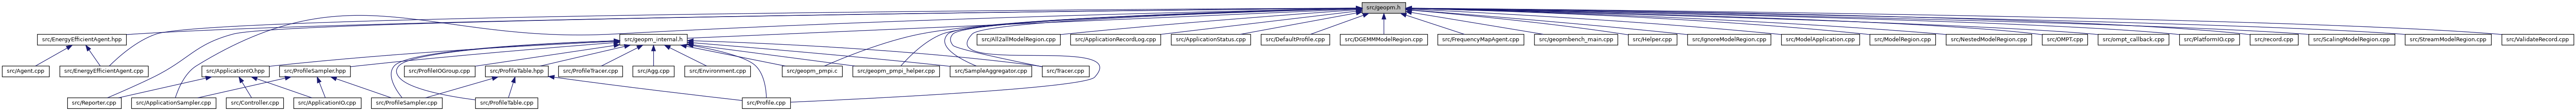 src/geopm.h
src/EnergyEfficientAgent.hpp
src/geopm_internal.h
src/All2allModelRegion.cpp
src/ApplicationRecordLog.cpp
src/ApplicationStatus.cpp
src/DefaultProfile.cpp
src/DGEMMModelRegion.cpp
src/FrequencyMapAgent.cpp
src/geopmbench_main.cpp
src/Helper.cpp
src/IgnoreModelRegion.cpp
src/ModelApplication.cpp
src/ModelRegion.cpp
src/NestedModelRegion.cpp
src/OMPT.cpp
src/ompt_callback.cpp
src/PlatformIO.cpp
src/record.cpp
src/ScalingModelRegion.cpp
src/StreamModelRegion.cpp
src/ValidateRecord.cpp
src/Agent.cpp
src/EnergyEfficientAgent.cpp
src/ApplicationIO.hpp
src/ProfileSampler.hpp
src/ProfileIOGroup.cpp
src/ProfileTable.hpp
src/ProfileTracer.cpp
src/Agg.cpp
src/Environment.cpp
src/geopm_pmpi.c
src/geopm_pmpi_helper.cpp
src/SampleAggregator.cpp
src/Tracer.cpp
src/Reporter.cpp
src/ApplicationSampler.cpp
src/Controller.cpp
src/ApplicationIO.cpp
src/ProfileSampler.cpp
src/ProfileTable.cpp
src/Profile.cpp